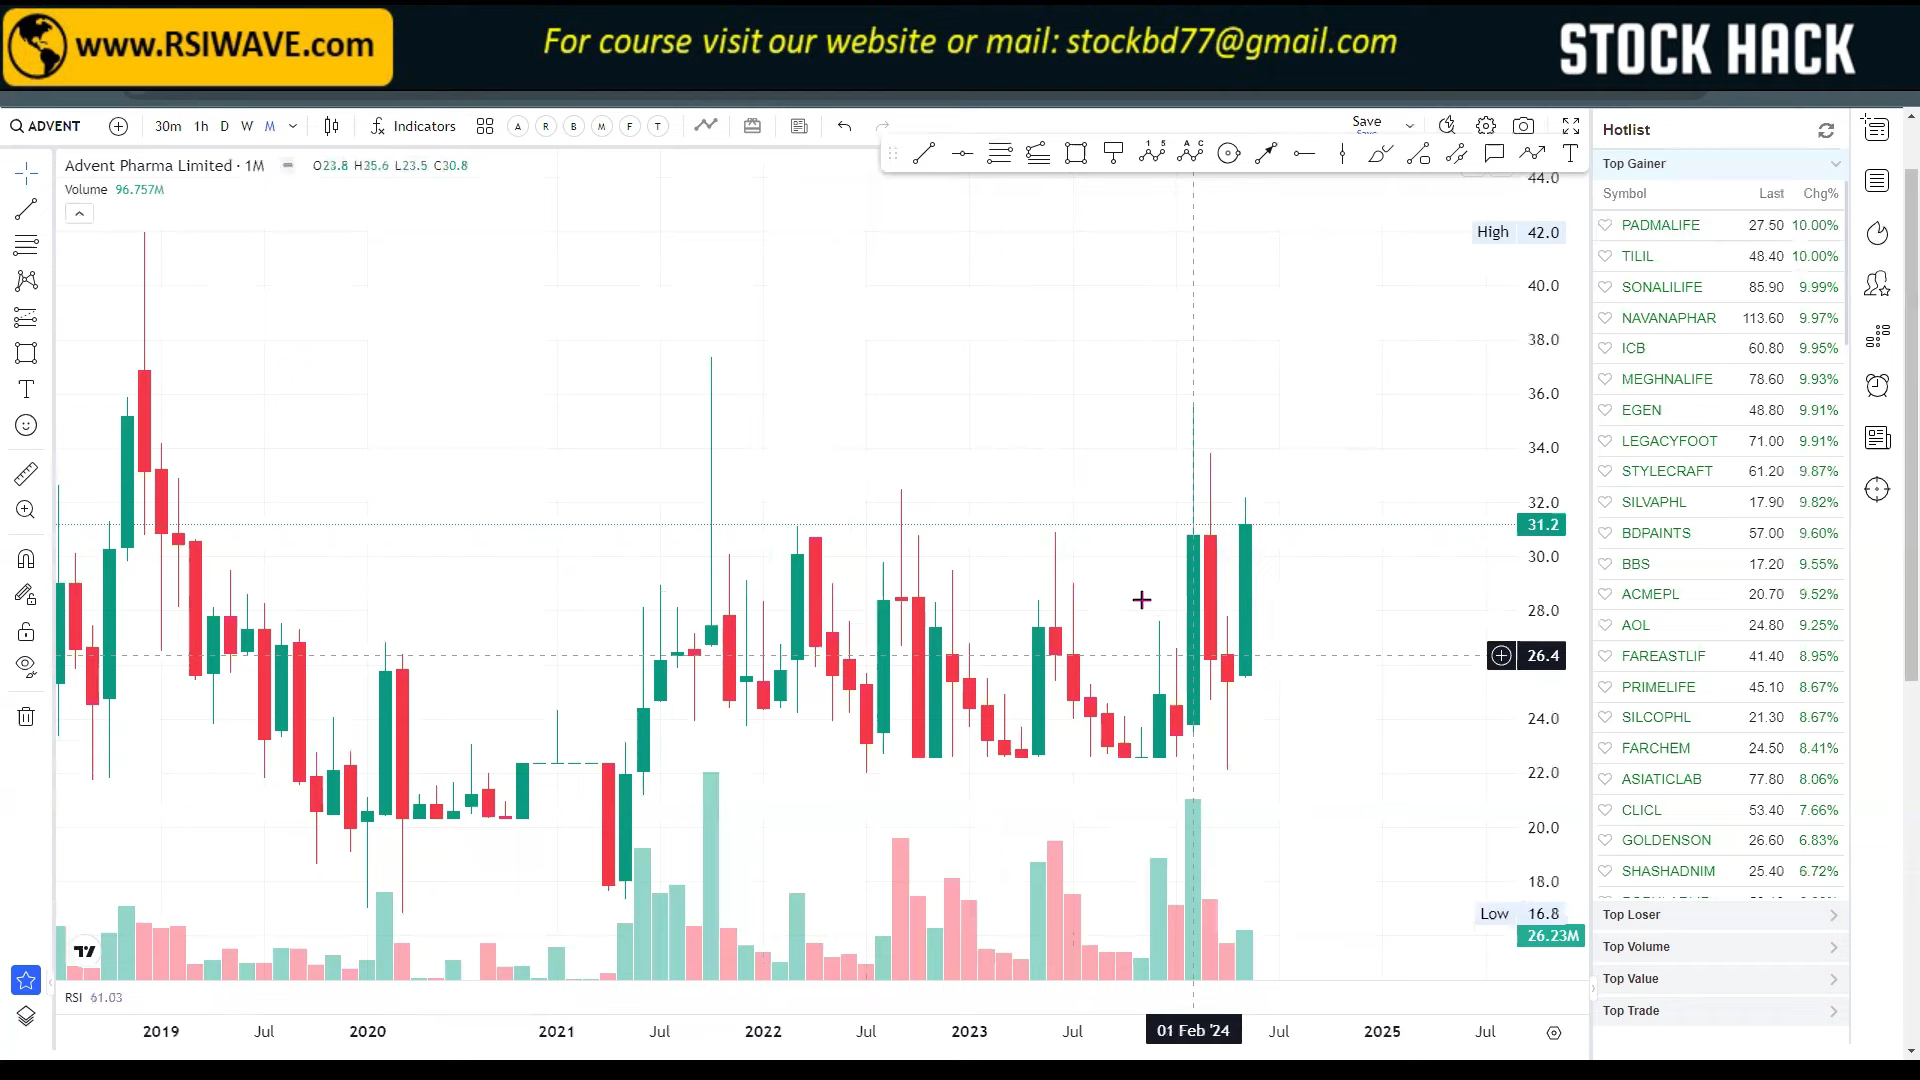 www.RSIWAVE.com
For course visit our website or mail: stockbd77@gmail.com
STOCK HACK
ADVENT 30m 1h D W M Indicators A R B M F T Save
Save
1 5 A C T
Advent Pharma Limited · 1M O23.8 H35.6 L23.5 C30.8
Volume 96.757M
44.0
High 42.0
40.0
38.0
36.0
34.0
32.0
31.2
30.0
28.0
26.4
24.0
22.0
20.0
18.0
Low 16.8
26.23M
RSI 61.03
2019 Jul 2020 2021 Jul 2022 Jul 2023 Jul 01 Feb '24 Jul 2025 Jul
Hotlist
Top Gainer
Symbol Last Chg%
PADMALIFE 27.50 10.00%
TILIL 48.40 10.00%
SONALILIFE 85.90 9.99%
NAVANAPHAR 113.60 9.97%
ICB 60.80 9.95%
MEGHNALIFE 78.60 9.93%
EGEN 48.80 9.91%
LEGACYFOOT 71.00 9.91%
STYLECRAFT 61.20 9.87%
SILVAPHL 17.90 9.82%
BDPAINTS 57.00 9.60%
BBS 17.20 9.55%
ACMEPL 20.70 9.52%
AOL 24.80 9.25%
FAREASTLIF 41.40 8.95%
PRIMELIFE 45.10 8.67%
SILCOPHL 21.30 8.67%
FARCHEM 24.50 8.41%
ASIATICLAB 77.80 8.06%
CLICL 53.40 7.66%
GOLDENSON 26.60 6.83%
SHASHADNIM 25.40 6.72%
Top Loser
Top Volume
Top Value
Top Trade